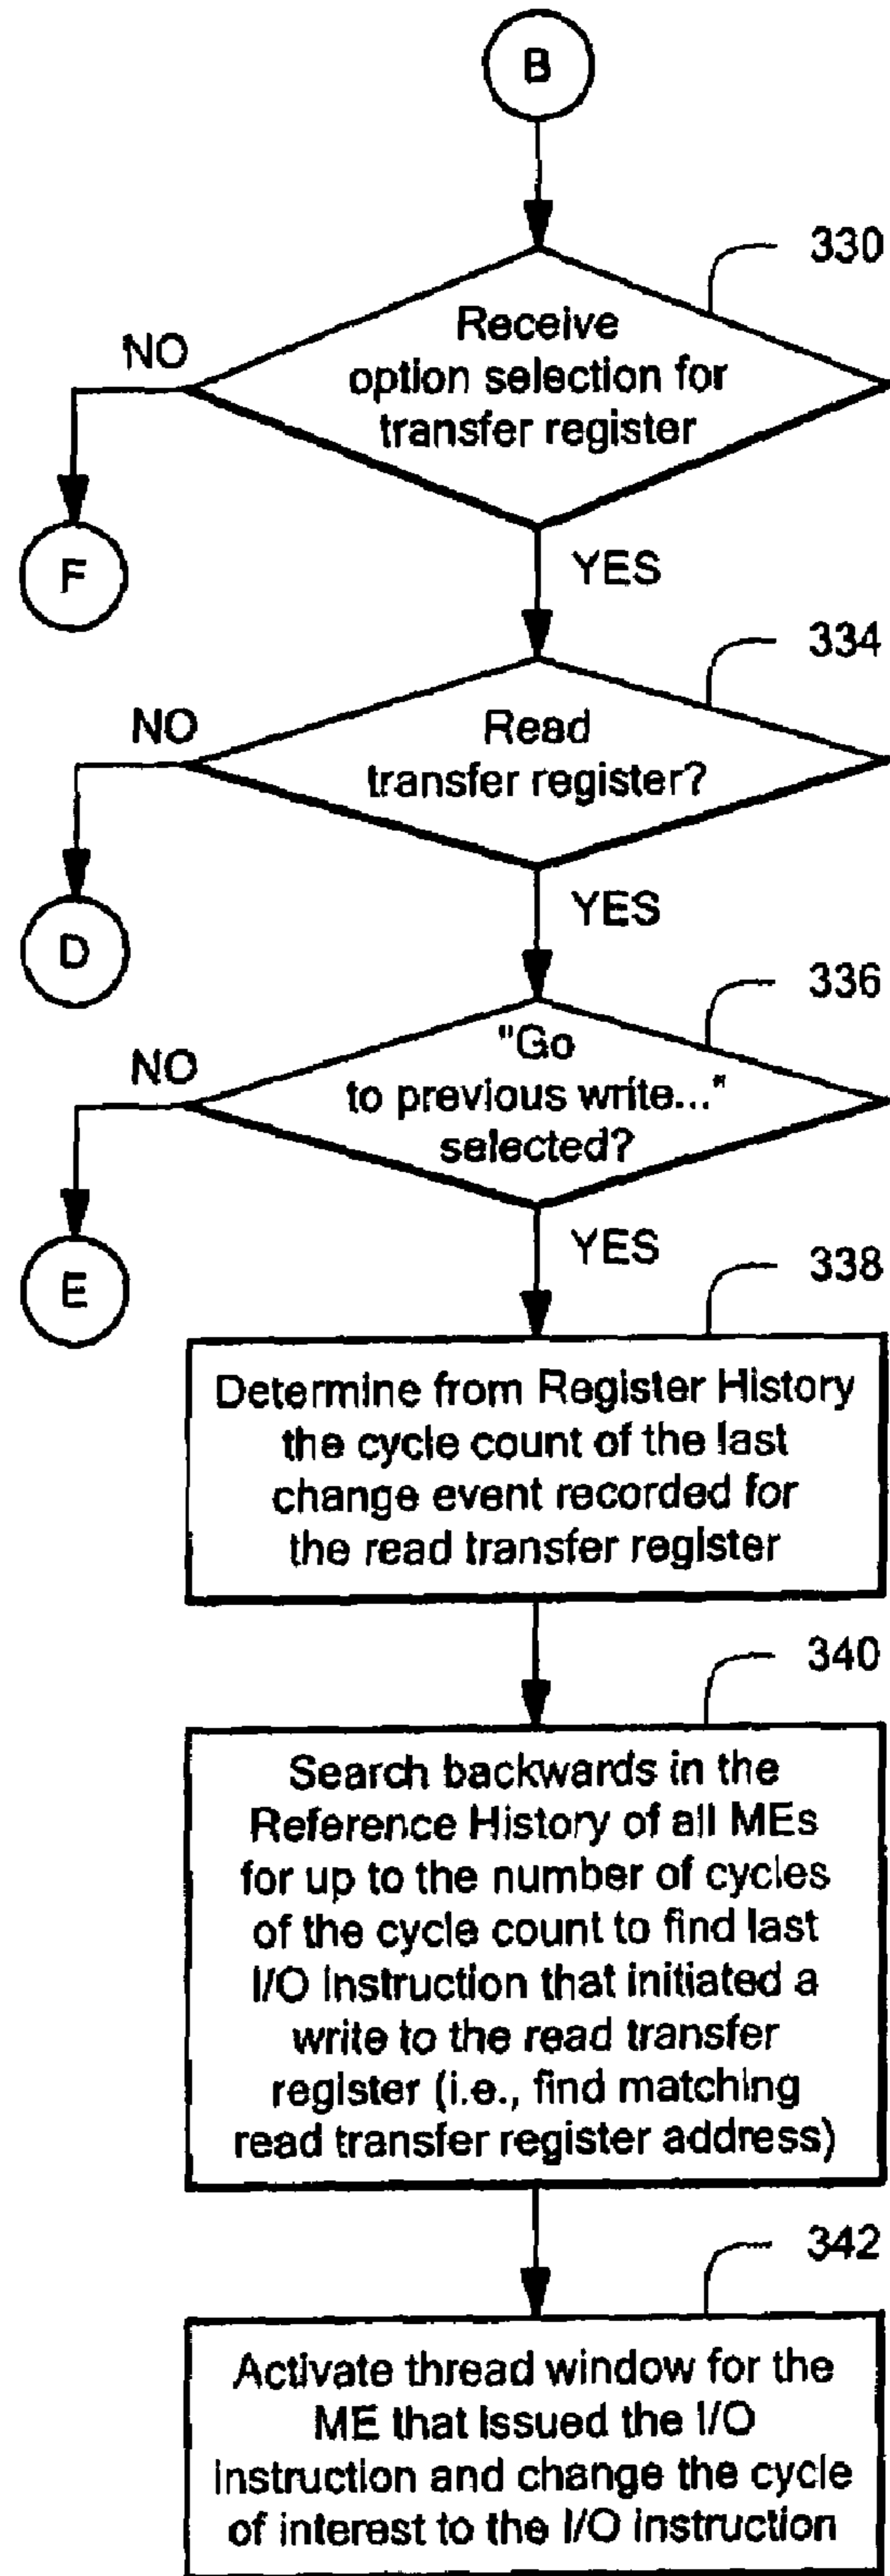 B
330
Receive
option selection for
transfer register
NO
F
YES
334
Read
transfer register?
NO
D
YES
336
"Go
to previous write..."
selected?
NO
E
YES
338
Determine from Register History
the cycle count of the last
change event recorded for
the read transfer register
340
Search backwards in the
Reference History of all MEs
for up to the number of cycles
of the cycle count to find last
I/O Instruction that initiated a
write to the read transfer
register (i.e., find matching
read transfer register address)
342
Activate thread window for the
ME that issued the I/O
instruction and change the cycle
of interest to the I/O instruction